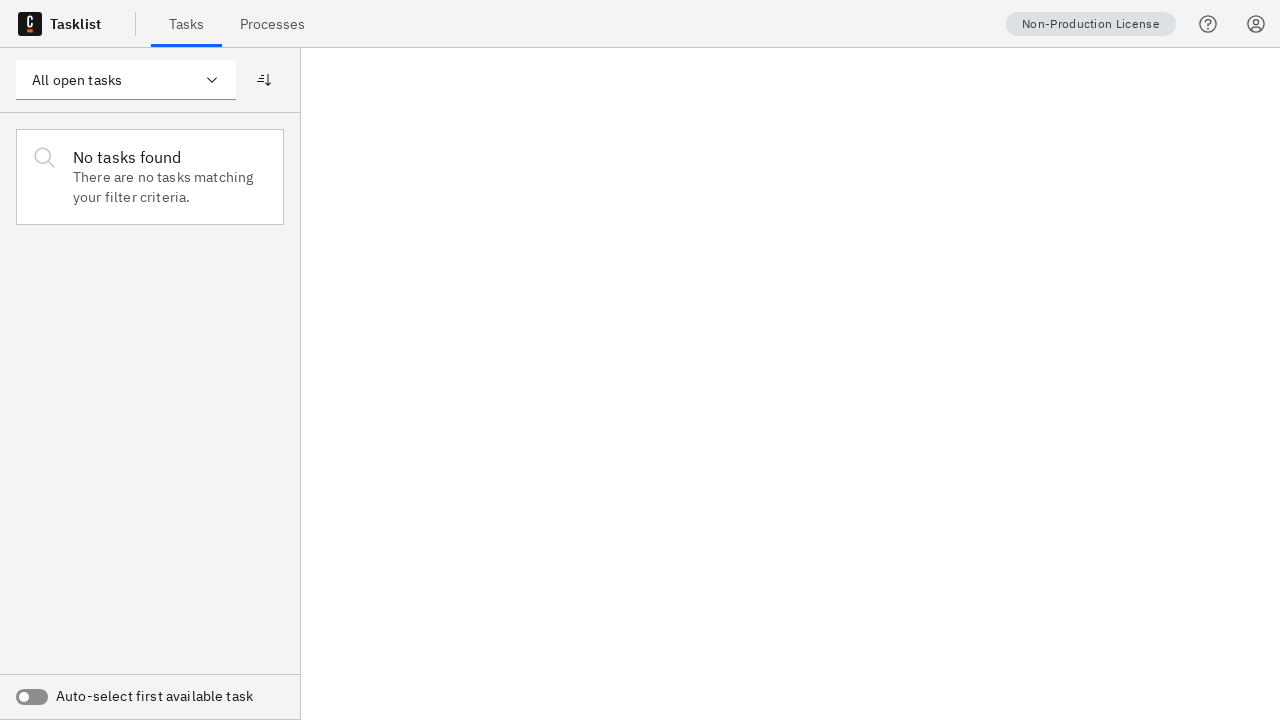 Tasklist
Tasks
Processes
Non-Production License
All open tasks
No tasks found
There are no tasks matching
your filter criteria.
Auto-select first available task